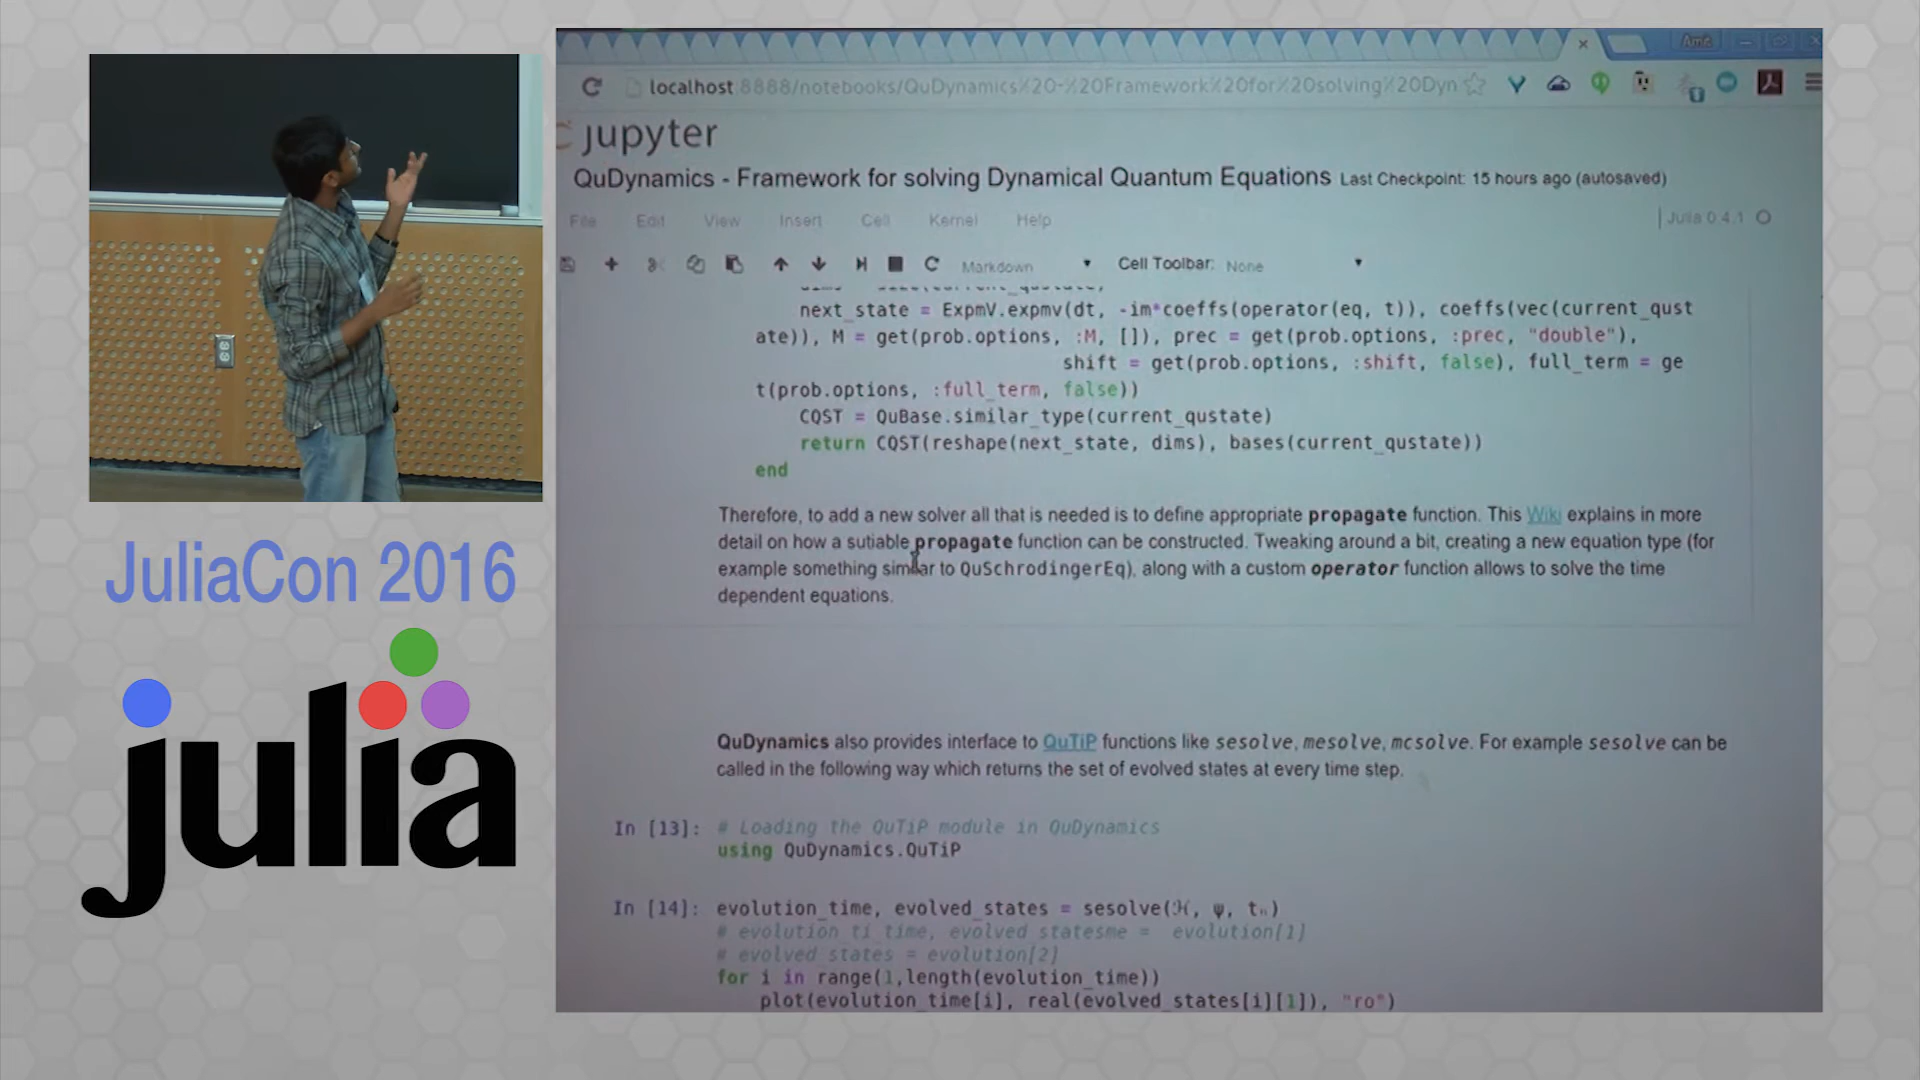 Amit
localhost:8888/notebooks/QuDynamics%20-%20Framework%20for%20solving%20Dyn
jupyter
QuDynamics - Framework for solving Dynamical Quantum Equations Last Checkpoint: 15 hours ago (autosaved)
File Edit View Insert Cell Kernel Help
Julia 0.4.1
Markdown Cell Toolbar: None
next_state = ExpmV.expmv(dt, -im*coeffs(operator(eq, t)), coeffs(vec(current_qust
ate)), M = get(prob.options, :M, []), prec = get(prob.options, :prec, "double"),
shift = get(prob.options, :shift, false), full_term = ge
t(prob.options, :full_term, false))
CQST = QuBase.similar_type(current_qustate)
return CQST(reshape(next_state, dims), bases(current_qustate))
end
Therefore, to add a new solver all that is needed is to define appropriate propagate function. This Wiki explains in more
detail on how a sutiable propagate function can be constructed. Tweaking around a bit, creating a new equation type (for
example something similar to QuSchrodingerEq), along with a custom operator function allows to solve the time
dependent equations.
QuDynamics also provides interface to QuTiP functions like sesolve, mesolve, mcsolve. For example sesolve can be
called in the following way which returns the set of evolved states at every time step.
In [13]: # Loading the QuTiP module in QuDynamics
using QuDynamics.QuTiP
In [14]: evolution_time, evolved_states = sesolve(ℋ, ψ, tₙ)
# evolution_ti_time, evolved_statesme = evolution[1]
# evolved_states = evolution[2]
for i in range(1,length(evolution_time))
plot(evolution_time[i], real(evolved_states[i][1]), "ro")
JuliaCon 2016
julia